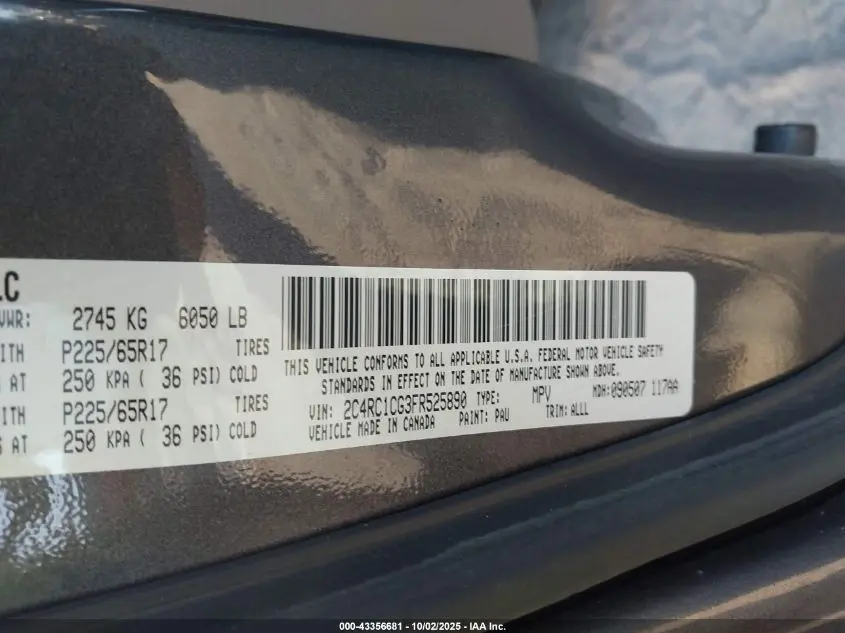 LC
VWR: 2745 KG 6050 LB
ITH P225/65R17 TIRES
S AT 250 KPA ( 36 PSI) COLD
ITH P225/65R17 TIRES
S AT 250 KPA ( 36 PSI) COLD
THIS VEHICLE CONFORMS TO ALL APPLICABLE U.S.A. FEDERAL MOTOR VEHICLE SAFETY
STANDARDS IN EFFECT ON THE DATE OF MANUFACTURE SHOWN ABOVE.
VIN: 2C4RC1CG3FR525890 TYPE: MPV MDH: 090507 117AA
VEHICLE MADE IN CANADA PAINT: PAU TRIM: ALLL
000-43356681 - 10/02/2025 - IAA Inc.